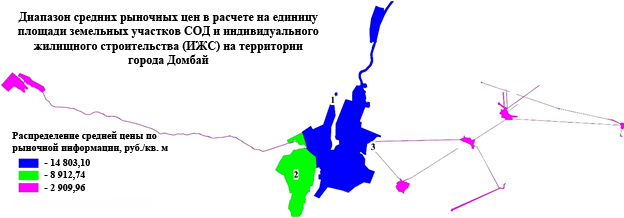 Диапазон средних рыночных цен в расчете на единицу
площади земельных участков СОД и индивидуального
жилищного строительства (ИЖС) на территории
города Домбай
1
3
2
Распределение средней цены по
рыночной информации, руб./кв. м
- 14 803,10
- 8 912,74
- 2 909,96